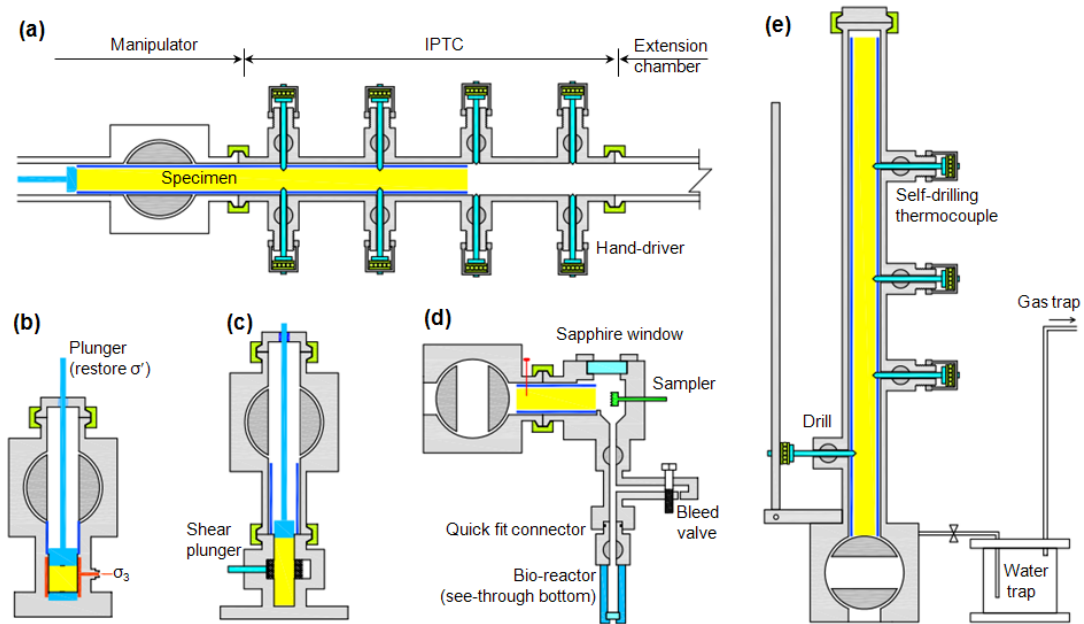 (a)
Manipulator
IPTC
Extension
chamber
Specimen
Hand-driver
(b)
Plunger
(restore σ')
σ3
(c)
Shear
plunger
(d)
Sapphire window
Sampler
Bleed
valve
Quick fit connector
Bio-reactor
(see-through bottom)
(e)
Self-drilling
thermocouple
Gas trap
Drill
Water
trap